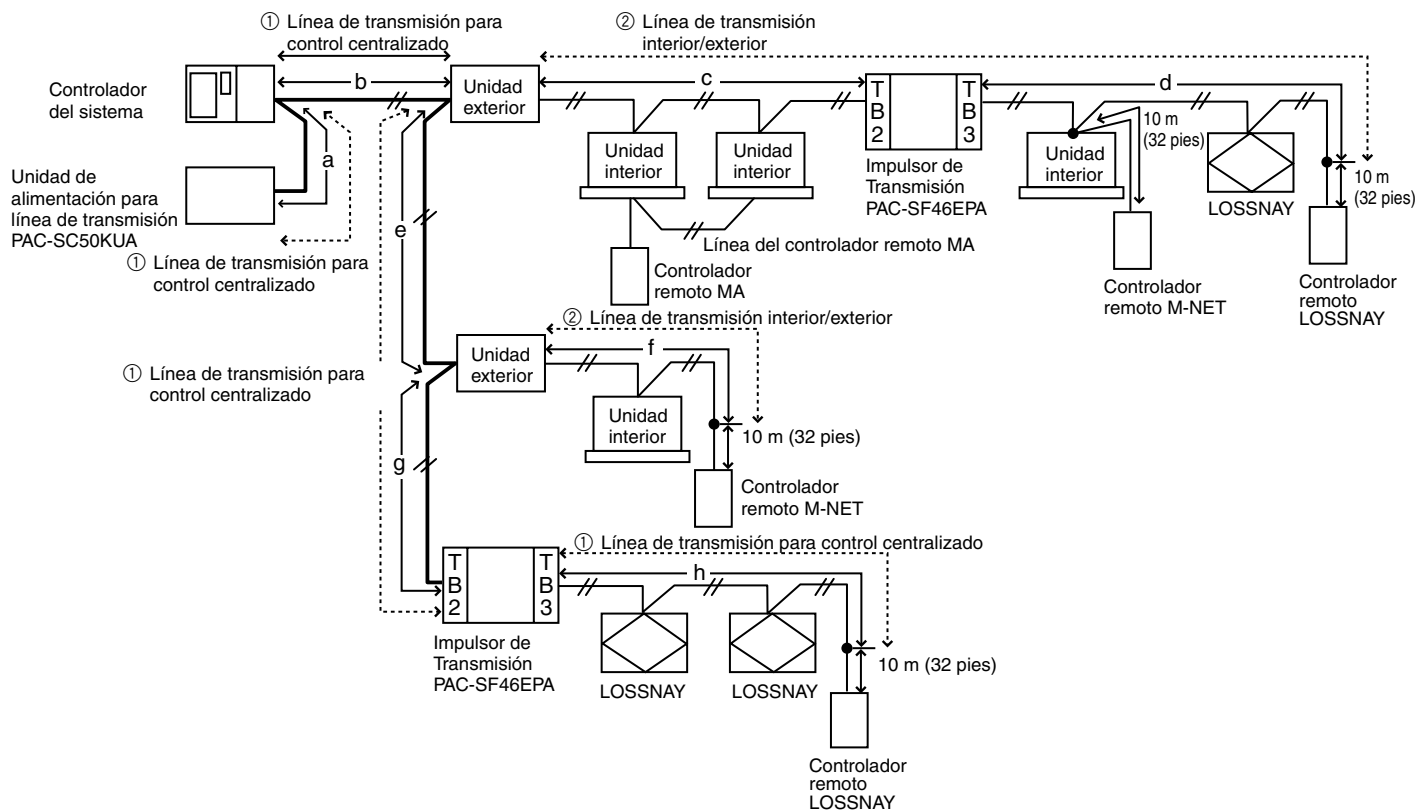 ① Línea de transmisión para
control centralizado
② Línea de transmisión
interior/exterior
Controlador
del sistema
b
Unidad
exterior
c
T
B
2
T
B
3
d
10 m
(32 pies)
a
Unidad
interior
Unidad
interior
Impulsor de
Transmisión
PAC-SF46EPA
Unidad
interior
LOSSNAY
10 m
(32 pies)
Unidad de
alimentación para
línea de transmisión
PAC-SC50KUA
e
Línea del controlador remoto MA
① Línea de transmisión para
control centralizado
Controlador
remoto MA
Controlador
remoto M-NET
Controlador
remoto
LOSSNAY
② Línea de transmisión interior/exterior
Unidad
exterior
f
① Línea de transmisión para
control centralizado
Unidad
interior
10 m (32 pies)
g
Controlador
remoto M-NET
① Línea de transmisión para control centralizado
T
B
2
T
B
3
h
Impulsor de
Transmisión
PAC-SF46EPA
LOSSNAY
LOSSNAY
10 m (32 pies)
Controlador
remoto
LOSSNAY